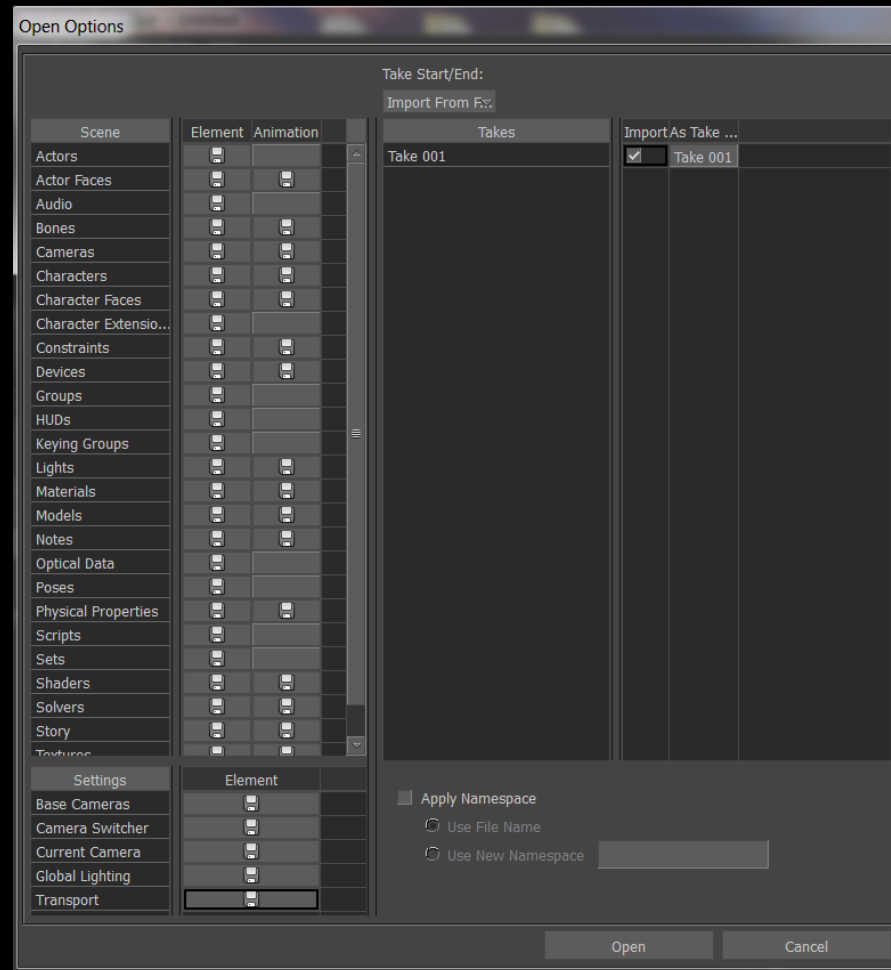 Open Options
Take Start/End:
Import From F...
Scene Element Animation
Takes Import As Take ...
Actors
Take 001 Take 001
Actor Faces
Audio
Bones
Cameras
Characters
Character Faces
Character Extensio...
Constraints
Devices
Groups
HUDs
Keying Groups
Lights
Materials
Models
Notes
Optical Data
Poses
Physical Properties
Scripts
Sets
Shaders
Solvers
Story
Textures
Settings Element
Base Cameras
Camera Switcher
Current Camera
Global Lighting
Transport
Apply Namespace
Use File Name
Use New Namespace
Open Cancel